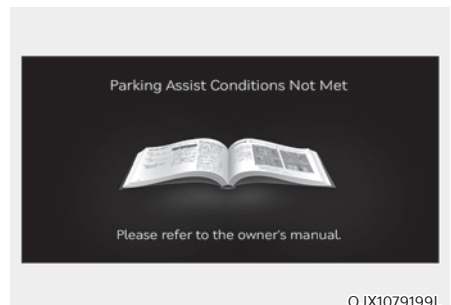 Parking Assist Conditions Not Met
Please refer to the owner's manual.
OJX1079199L